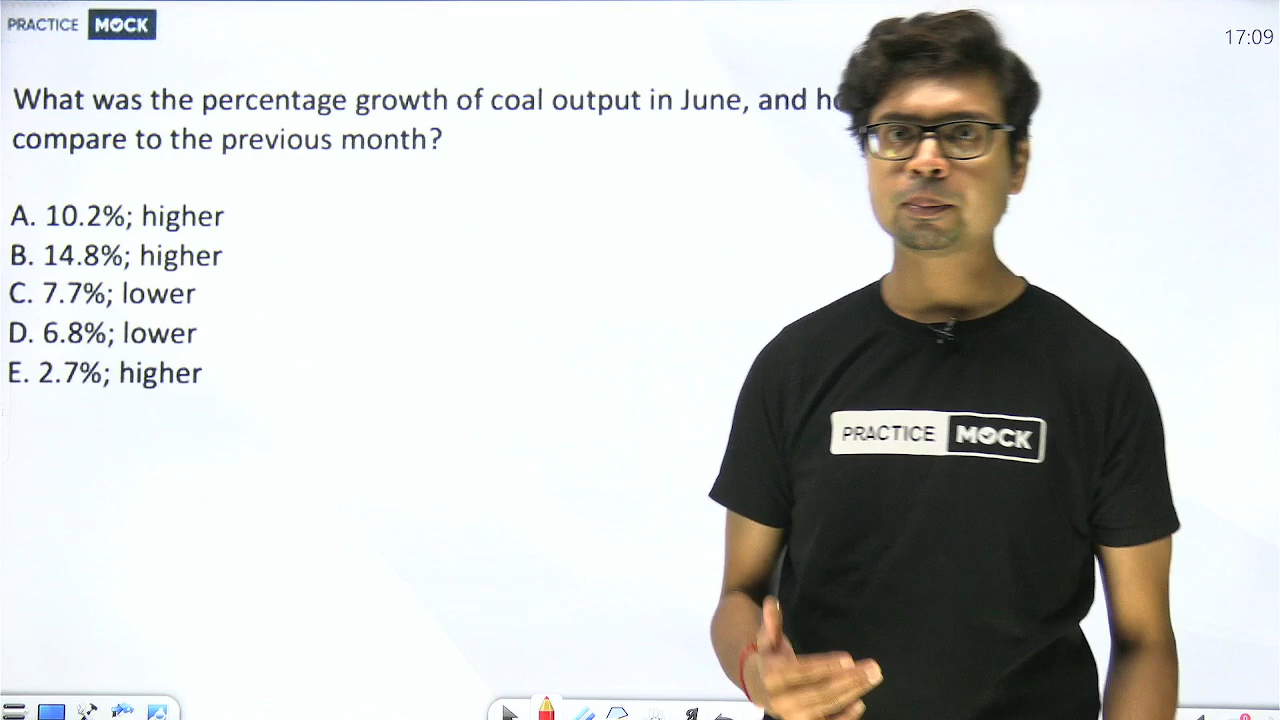 PRACTICE MOCK
17:09
What was the percentage growth of coal output in June, and
compare to the previous month?
A. 10.2%; higher
B. 14.8%; higher
C. 7.7%; lower
D. 6.8%; lower
E. 2.7%; higher
PRACTICE MOCK